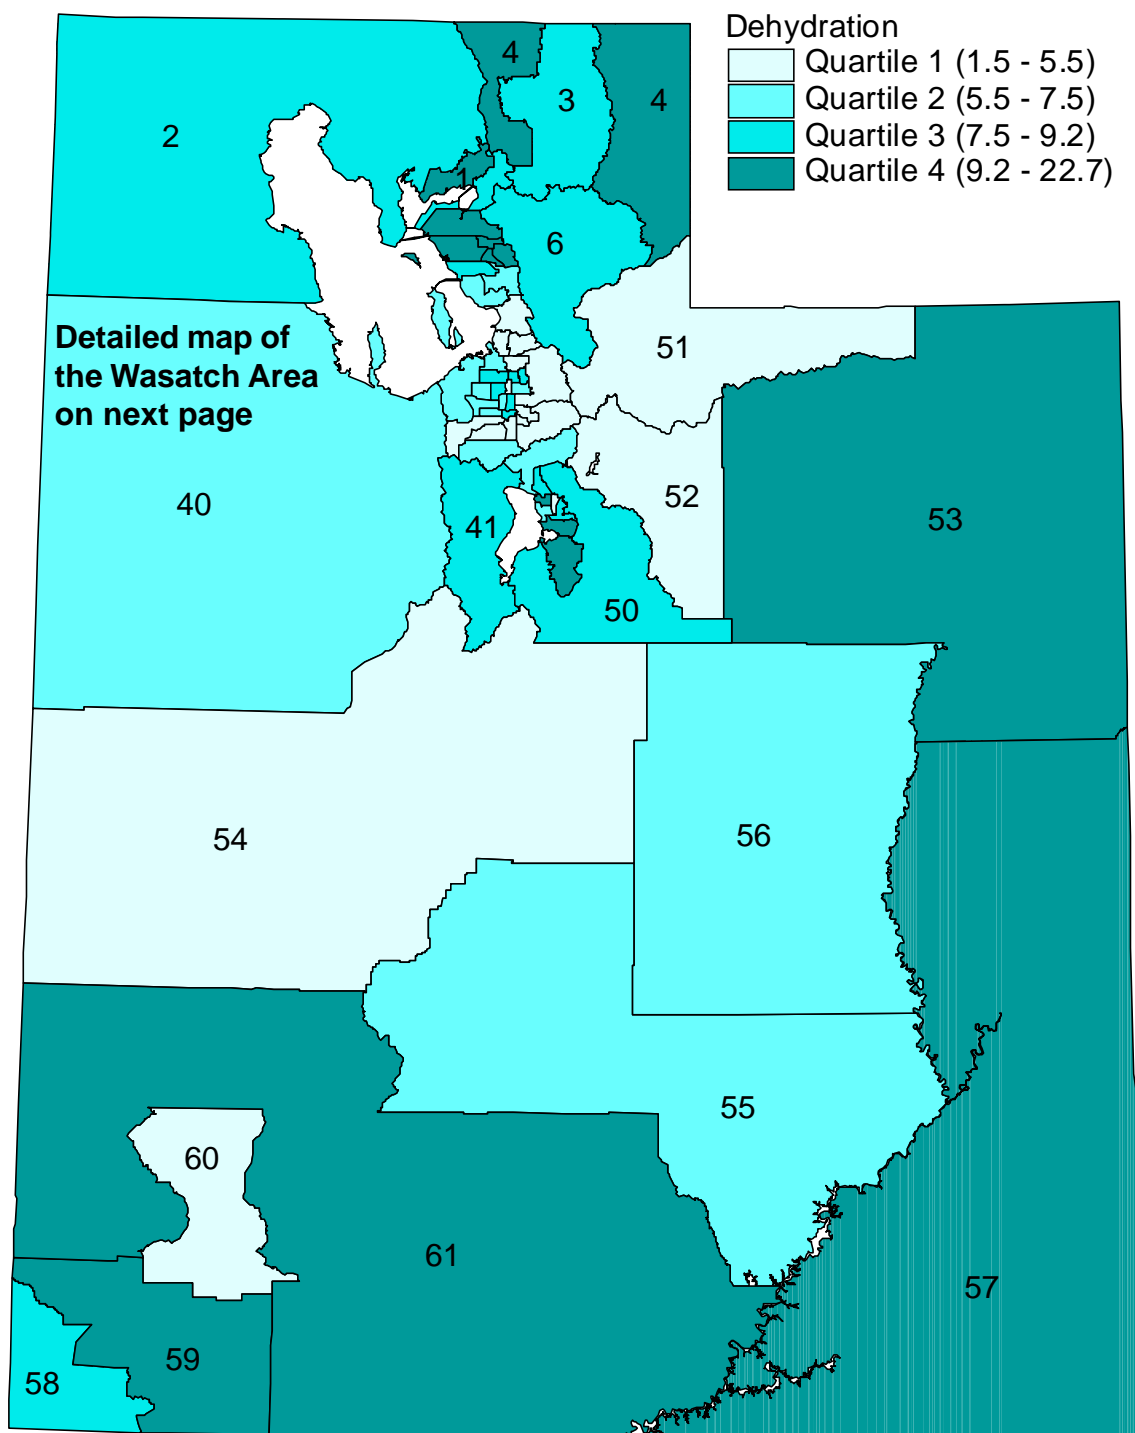 Dehydration
Quartile 1 (1.5 - 5.5)
Quartile 2 (5.5 - 7.5)
Quartile 3 (7.5 - 9.2)
Quartile 4 (9.2 - 22.7)
4
3
4
2
1
6
Detailed map of
the Wasatch Area
on next page
51
40
52
53
41
50
54
56
55
60
61
57
59
58